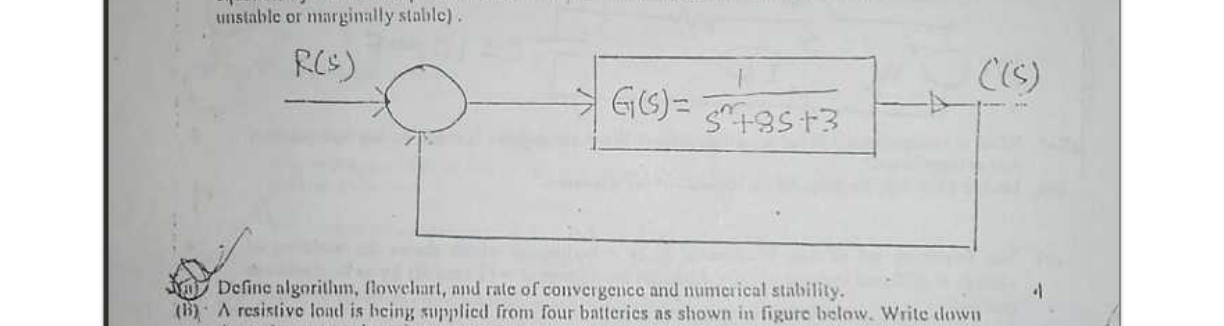 unstable or marginally stable).
R(s)
C(s)
G(s) = 1 / s²+8s+3
(a) Define algorithm, flowchart, and rate of convergence and numerical stability. 4
(b) A resistive load is being supplied from four batteries as shown in figure below. Write down